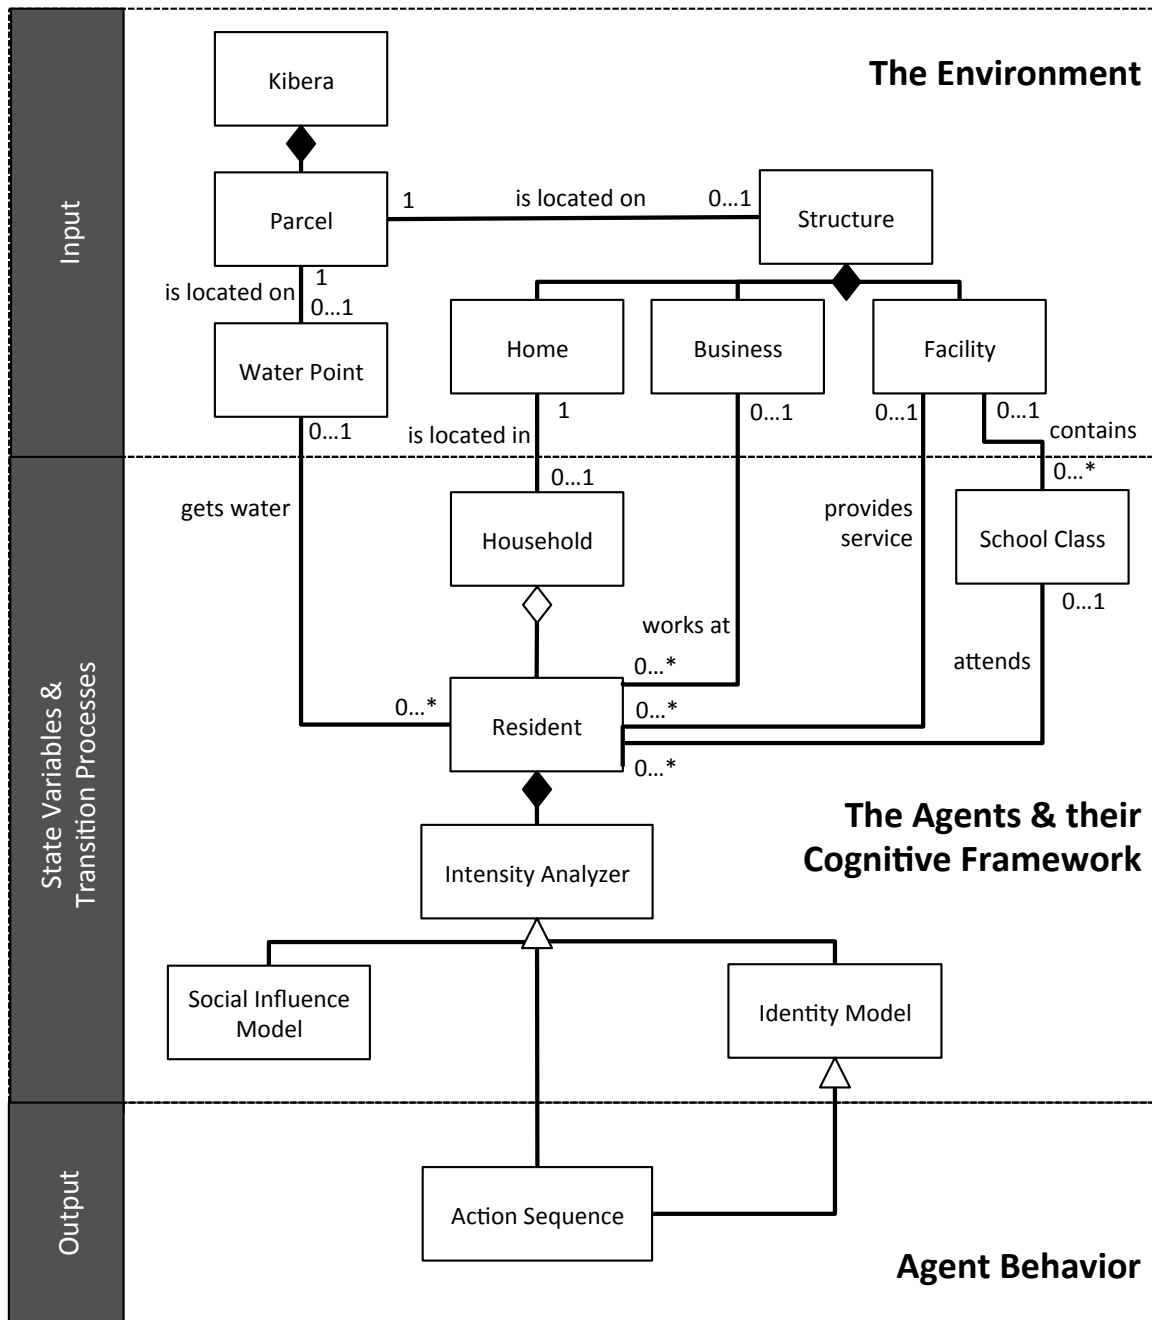 The Environment
Kibera
Input
Parcel
1
is located on
0...1
Structure
1
is located on
0...1
Water Point
Home
Business
Facility
0...1
1
0...1
0...1
0...1
is located in
contains
gets water
0...1
0...*
Household
provides
service
School Class
0...1
works at
attends
0...*
0...*
0...*
Resident
0...*
State Variables &
Transition Processes
The Agents & their
Cognitive Framework
Intensity Analyzer
Social Influence
Model
Identity Model
Output
Action Sequence
Agent Behavior